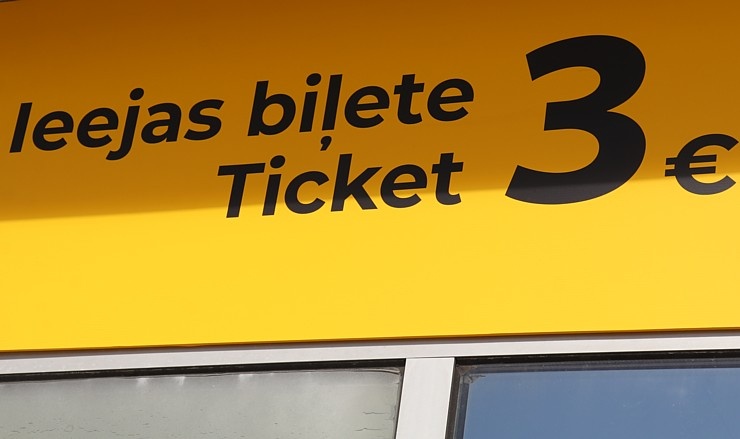 Ieejas biļete
Ticket
3 €